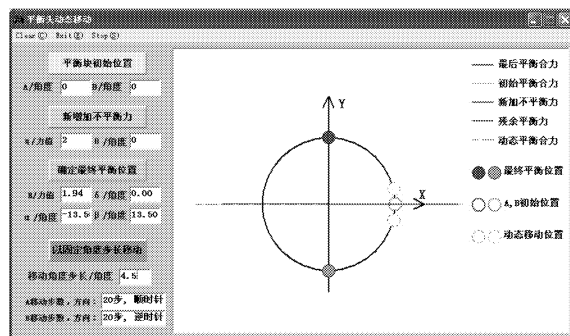 平衡头动态移动
Clear(C) Exit(E) Stop(S)
平衡块初始位置
A/角度 0 B/角度 0
新增加不平衡力
m/力值 2 θ/角度 0
确定最终平衡位置
M/力值 1.94 δ/角度 0.00
α/角度 -13.5 β/角度 13.50
以固定角度步长移动
移动角度步长/角度 4.5
A移动步数，方向： 20步, 顺时针
B移动步数，方向： 20步, 逆时针
Y
X
最后平衡合力
初始平衡合力
新加不平衡力
残余平衡力
动态平衡合力
最终平衡位置
A,B初始位置
动态移动位置